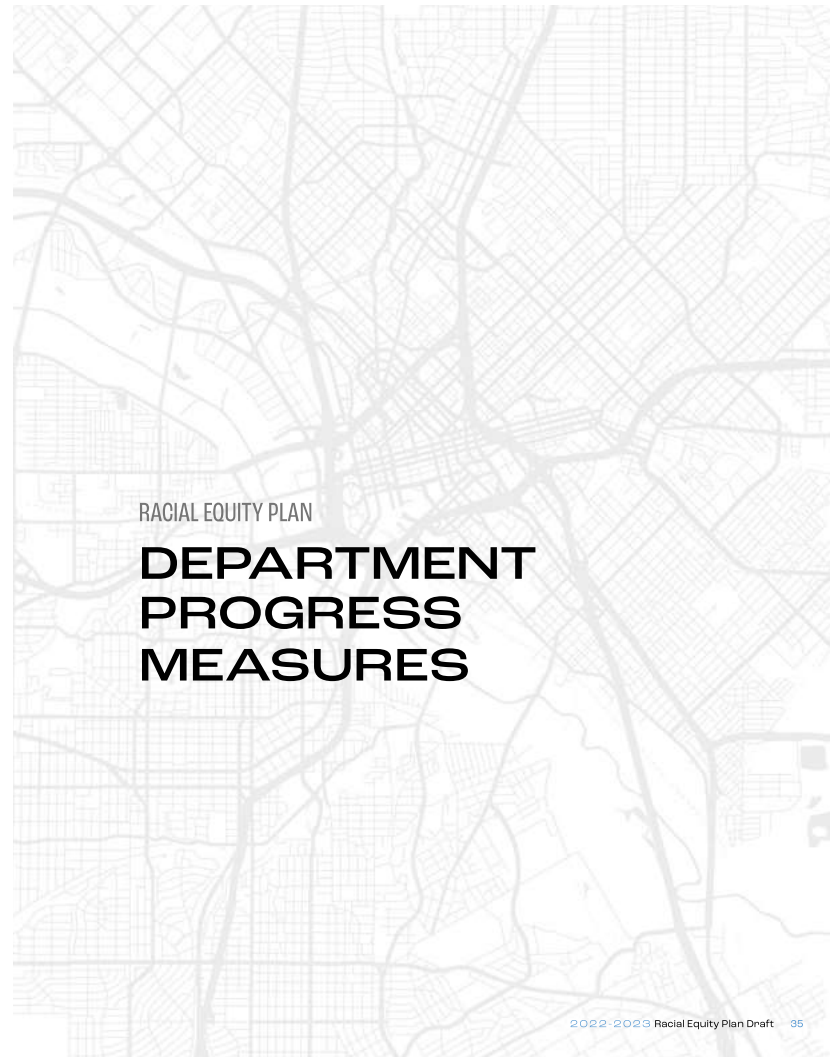 RACIAL EQUITY PLAN
DEPARTMENT
PROGRESS
MEASURES
2022-2023 Racial Equity Plan Draft 35